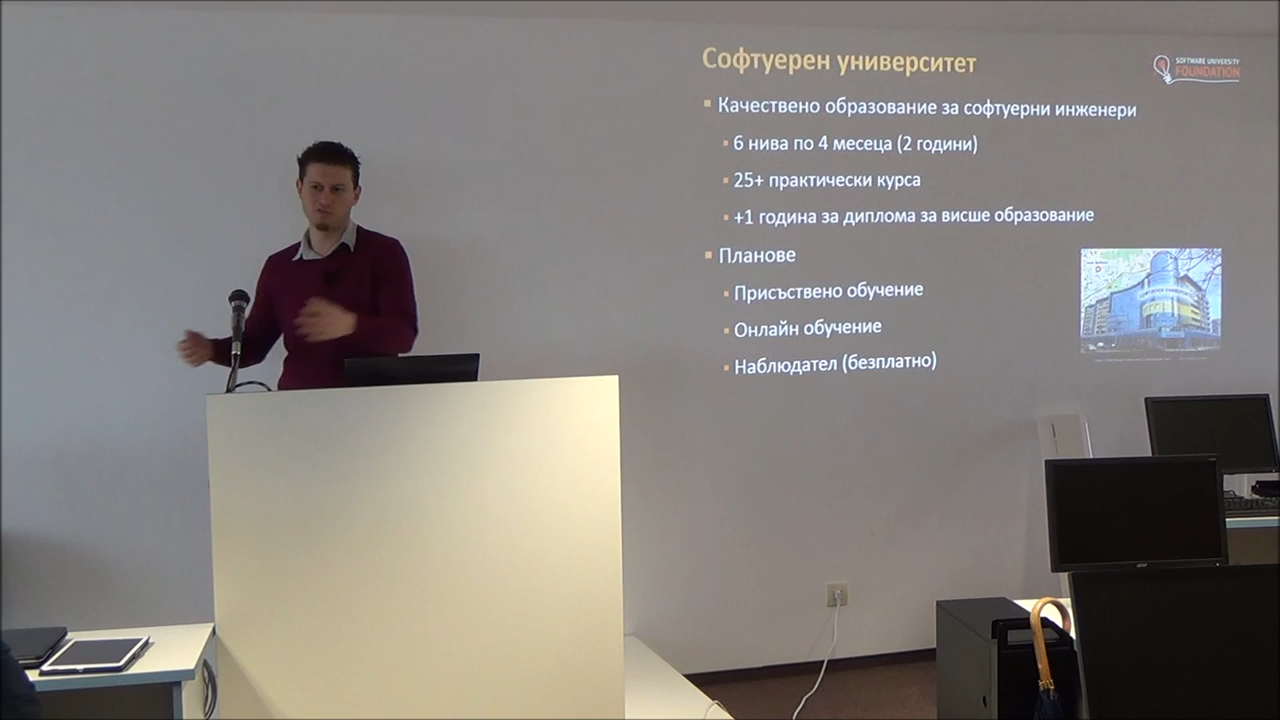 Софтуерен университет
SOFTWARE UNIVERSITY
FOUNDATION
Качествено образование за софтуерни инженери
6 нива по 4 месеца (2 години)
25+ практически курса
+1 година за диплома за висше образование
Планове
Присъствено обучение
Онлайн обучение
Наблюдател (безплатно)